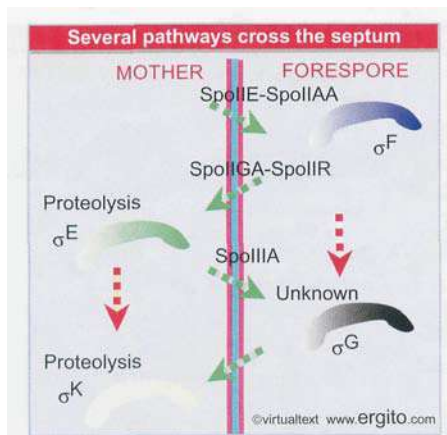 Several pathways cross the septum
MOTHER FORESPORE
SpoIIE-SpoIIAA
σF
SpoIIGA-SpoIIR
Proteolysis
σE
SpoIIIA
Unknown
σG
Proteolysis
σK
©virtualtext www.ergito.com